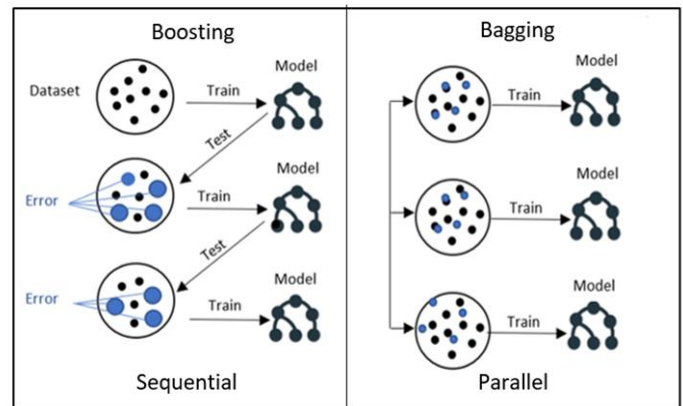 Boosting
Dataset
Train
Model
Test
Error
Train
Model
Test
Error
Train
Model
Sequential
Bagging
Train
Model
Train
Model
Train
Model
Parallel